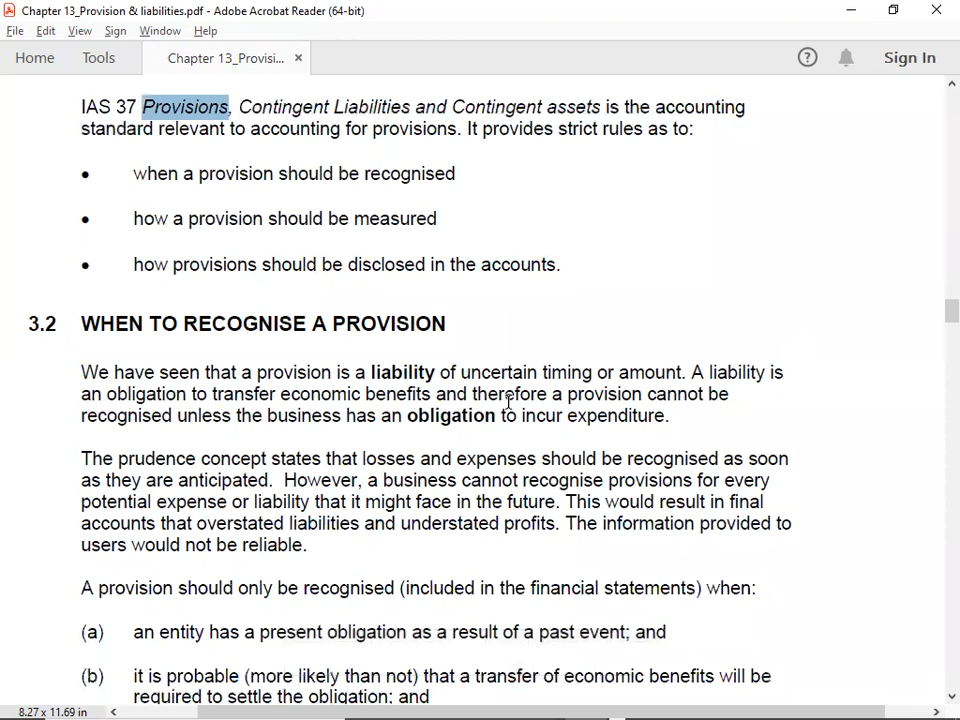 Chapter 13_Provision & liabilities.pdf - Adobe Acrobat Reader (64-bit)
File Edit View Window Sign Help
Home Tools Chapter 13_Provisi... × ? Sign In
IAS 37 Provisions, Contingent Liabilities and Contingent assets is the accounting
standard relevant to accounting for provisions. It provides strict rules as to:
• when a provision should be recognised
• how a provision should be measured
• how provisions should be disclosed in the accounts.
3.2 WHEN TO RECOGNISE A PROVISION
We have seen that a provision is a liability of uncertain timing or amount. A liability is
an obligation to transfer economic benefits and therefore a provision cannot be
recognised unless the business has an obligation to incur expenditure.
The prudence concept states that losses and expenses should be recognised as soon
as they are anticipated. However, a business cannot recognise provisions for every
potential expense or liability that it might face in the future. This would result in final
accounts that overstated liabilities and understated profits. The information provided to
users would not be reliable.
A provision should only be recognised (included in the financial statements) when:
(a) an entity has a present obligation as a result of a past event; and
(b) it is probable (more likely than not) that a transfer of economic benefits will be
required to settle the obligation; and
8.27 x 11.69 in